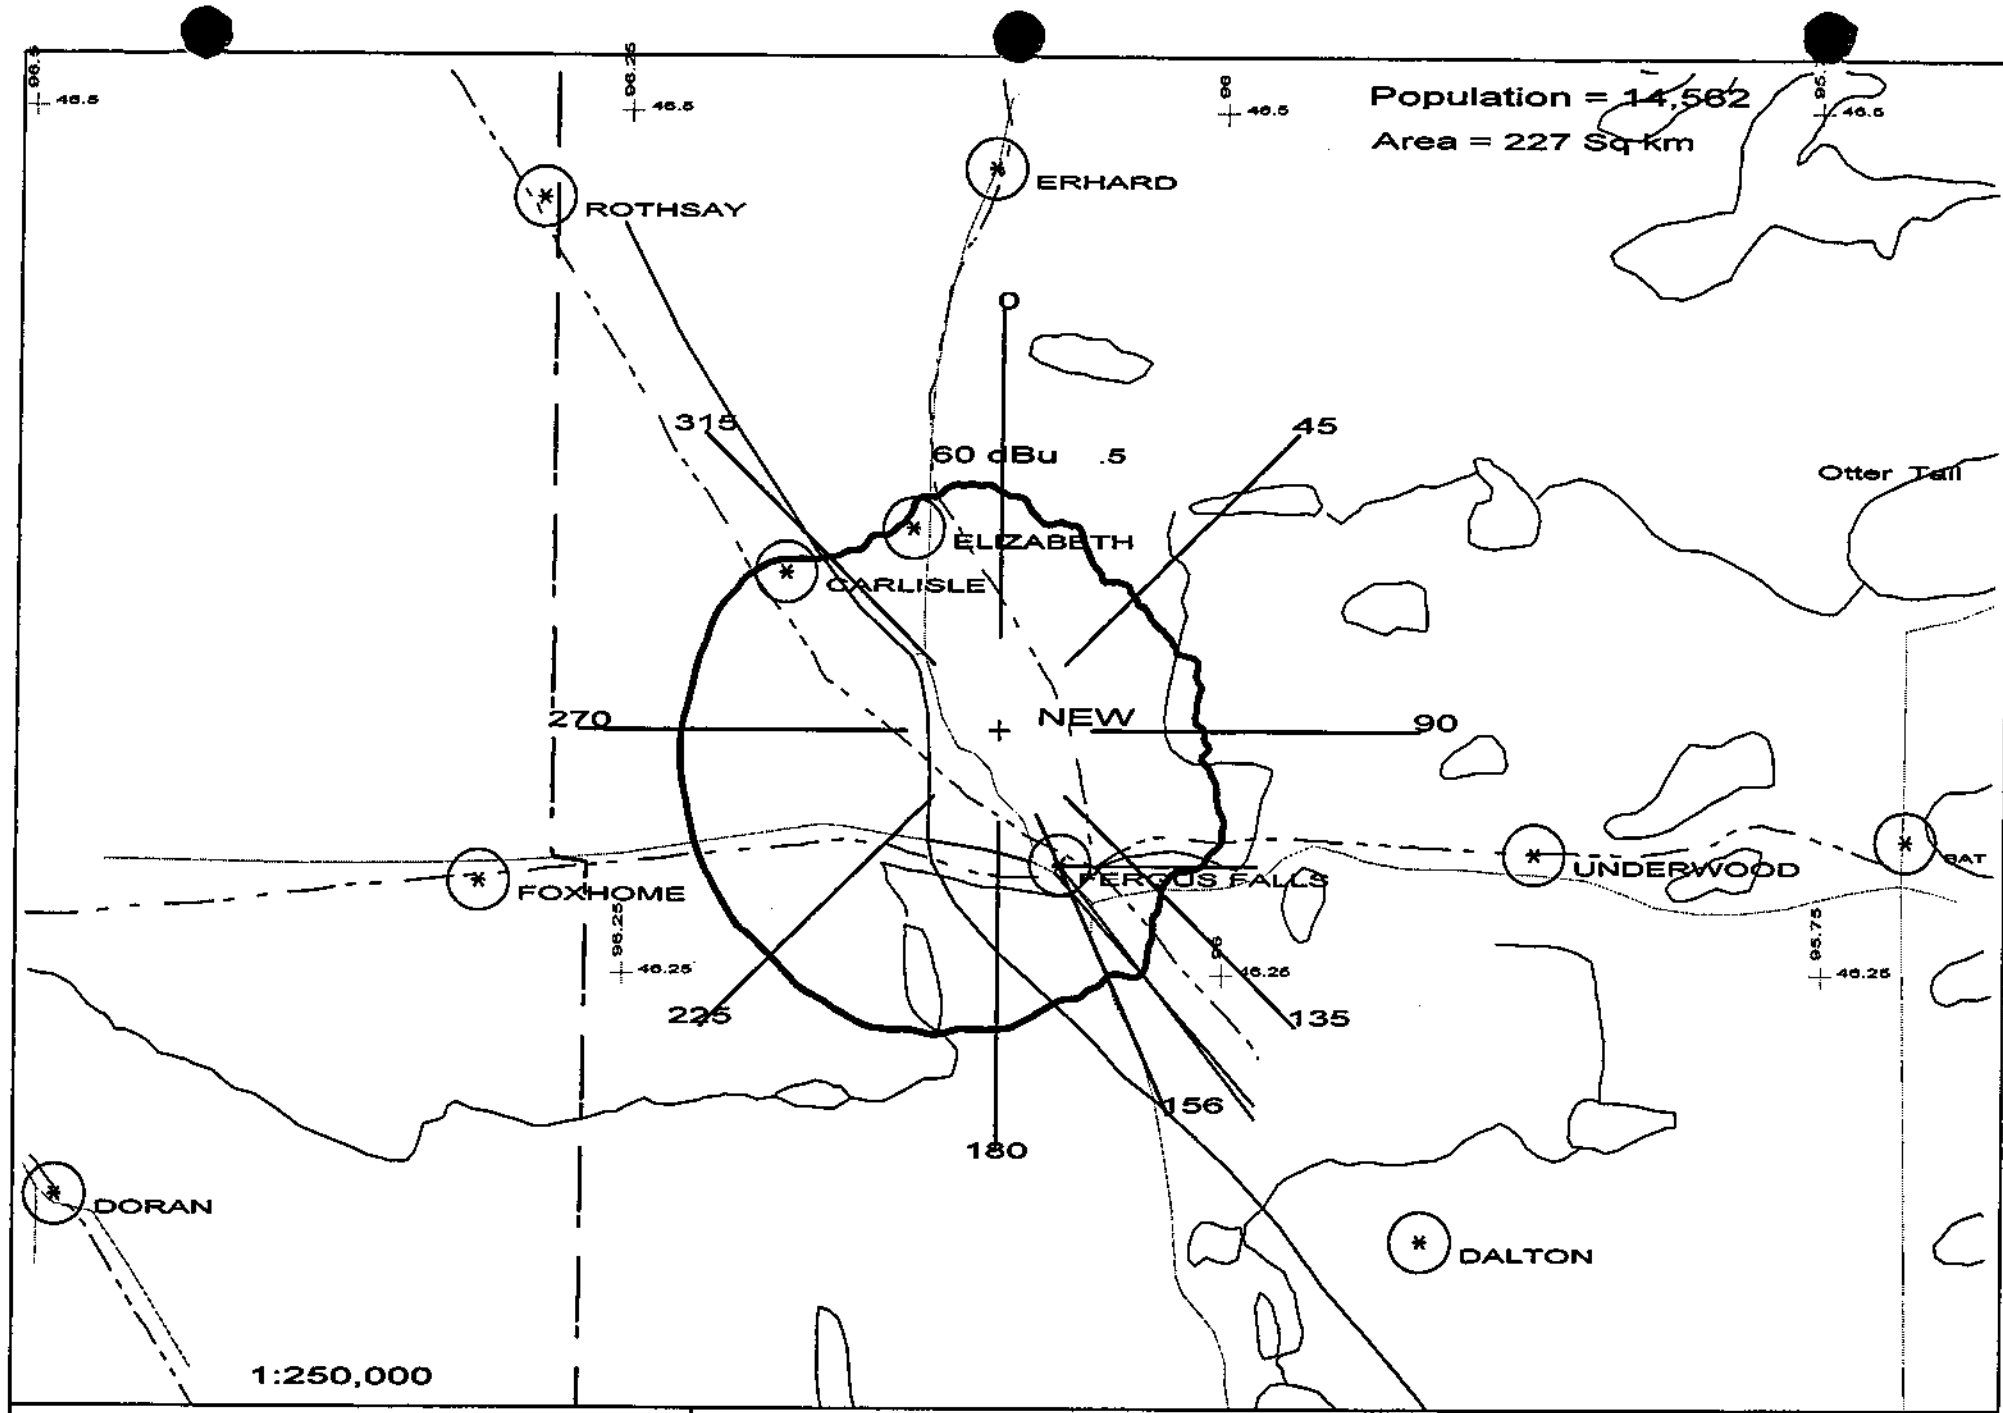 96.5
46.5
96.25
46.5
96
46.5
46.5
Population = 14,562
Area = 227 Sq km
ERHARD
ROTHSAY
0
315
45
60 dBu .5
Otter Tail
ELIZABETH
CARLISLE
270
NEW
90
FOXHOME
FERGUS FALLS
UNDERWOOD
BAT
96.25
46.25
96
46.25
95.75
46.25
225
135
156
180
DORAN
DALTON
1:250,000